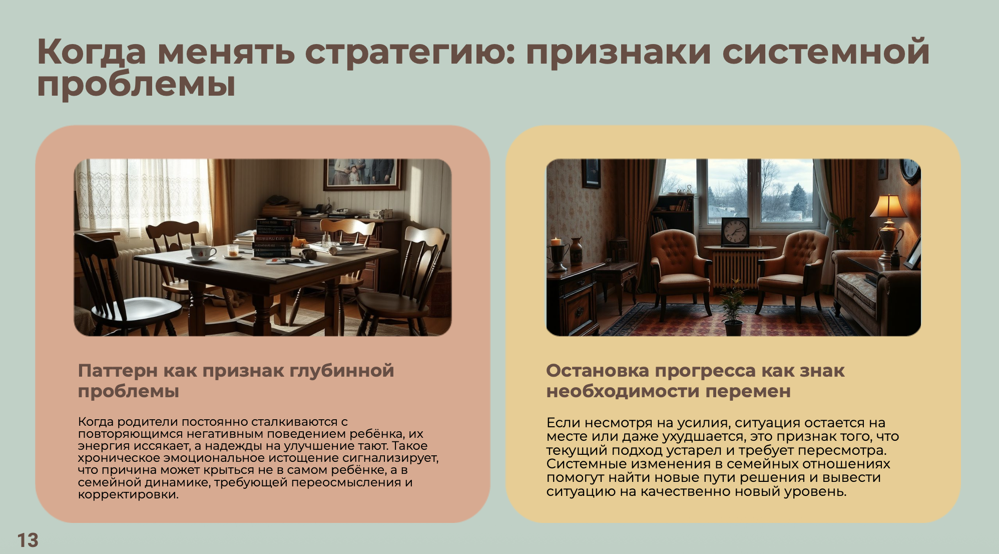 Когда менять стратегию: признаки системной
проблемы
Паттерн как признак глубинной
проблемы
Когда родители постоянно сталкиваются с
повторяющимся негативным поведением ребёнка, их
энергия иссякает, а надежды на улучшение тают. Такое
хроническое эмоциональное истощение сигнализирует,
что причина может крыться не в самом ребёнке, а в
семейной динамике, требующей переосмысления и
корректировки.
Остановка прогресса как знак
необходимости перемен
Если несмотря на усилия, ситуация остается на
месте или даже ухудшается, это признак того, что
текущий подход устарел и требует пересмотра.
Системные изменения в семейных отношениях
помогут найти новые пути решения и вывести
ситуацию на качественно новый уровень.
13